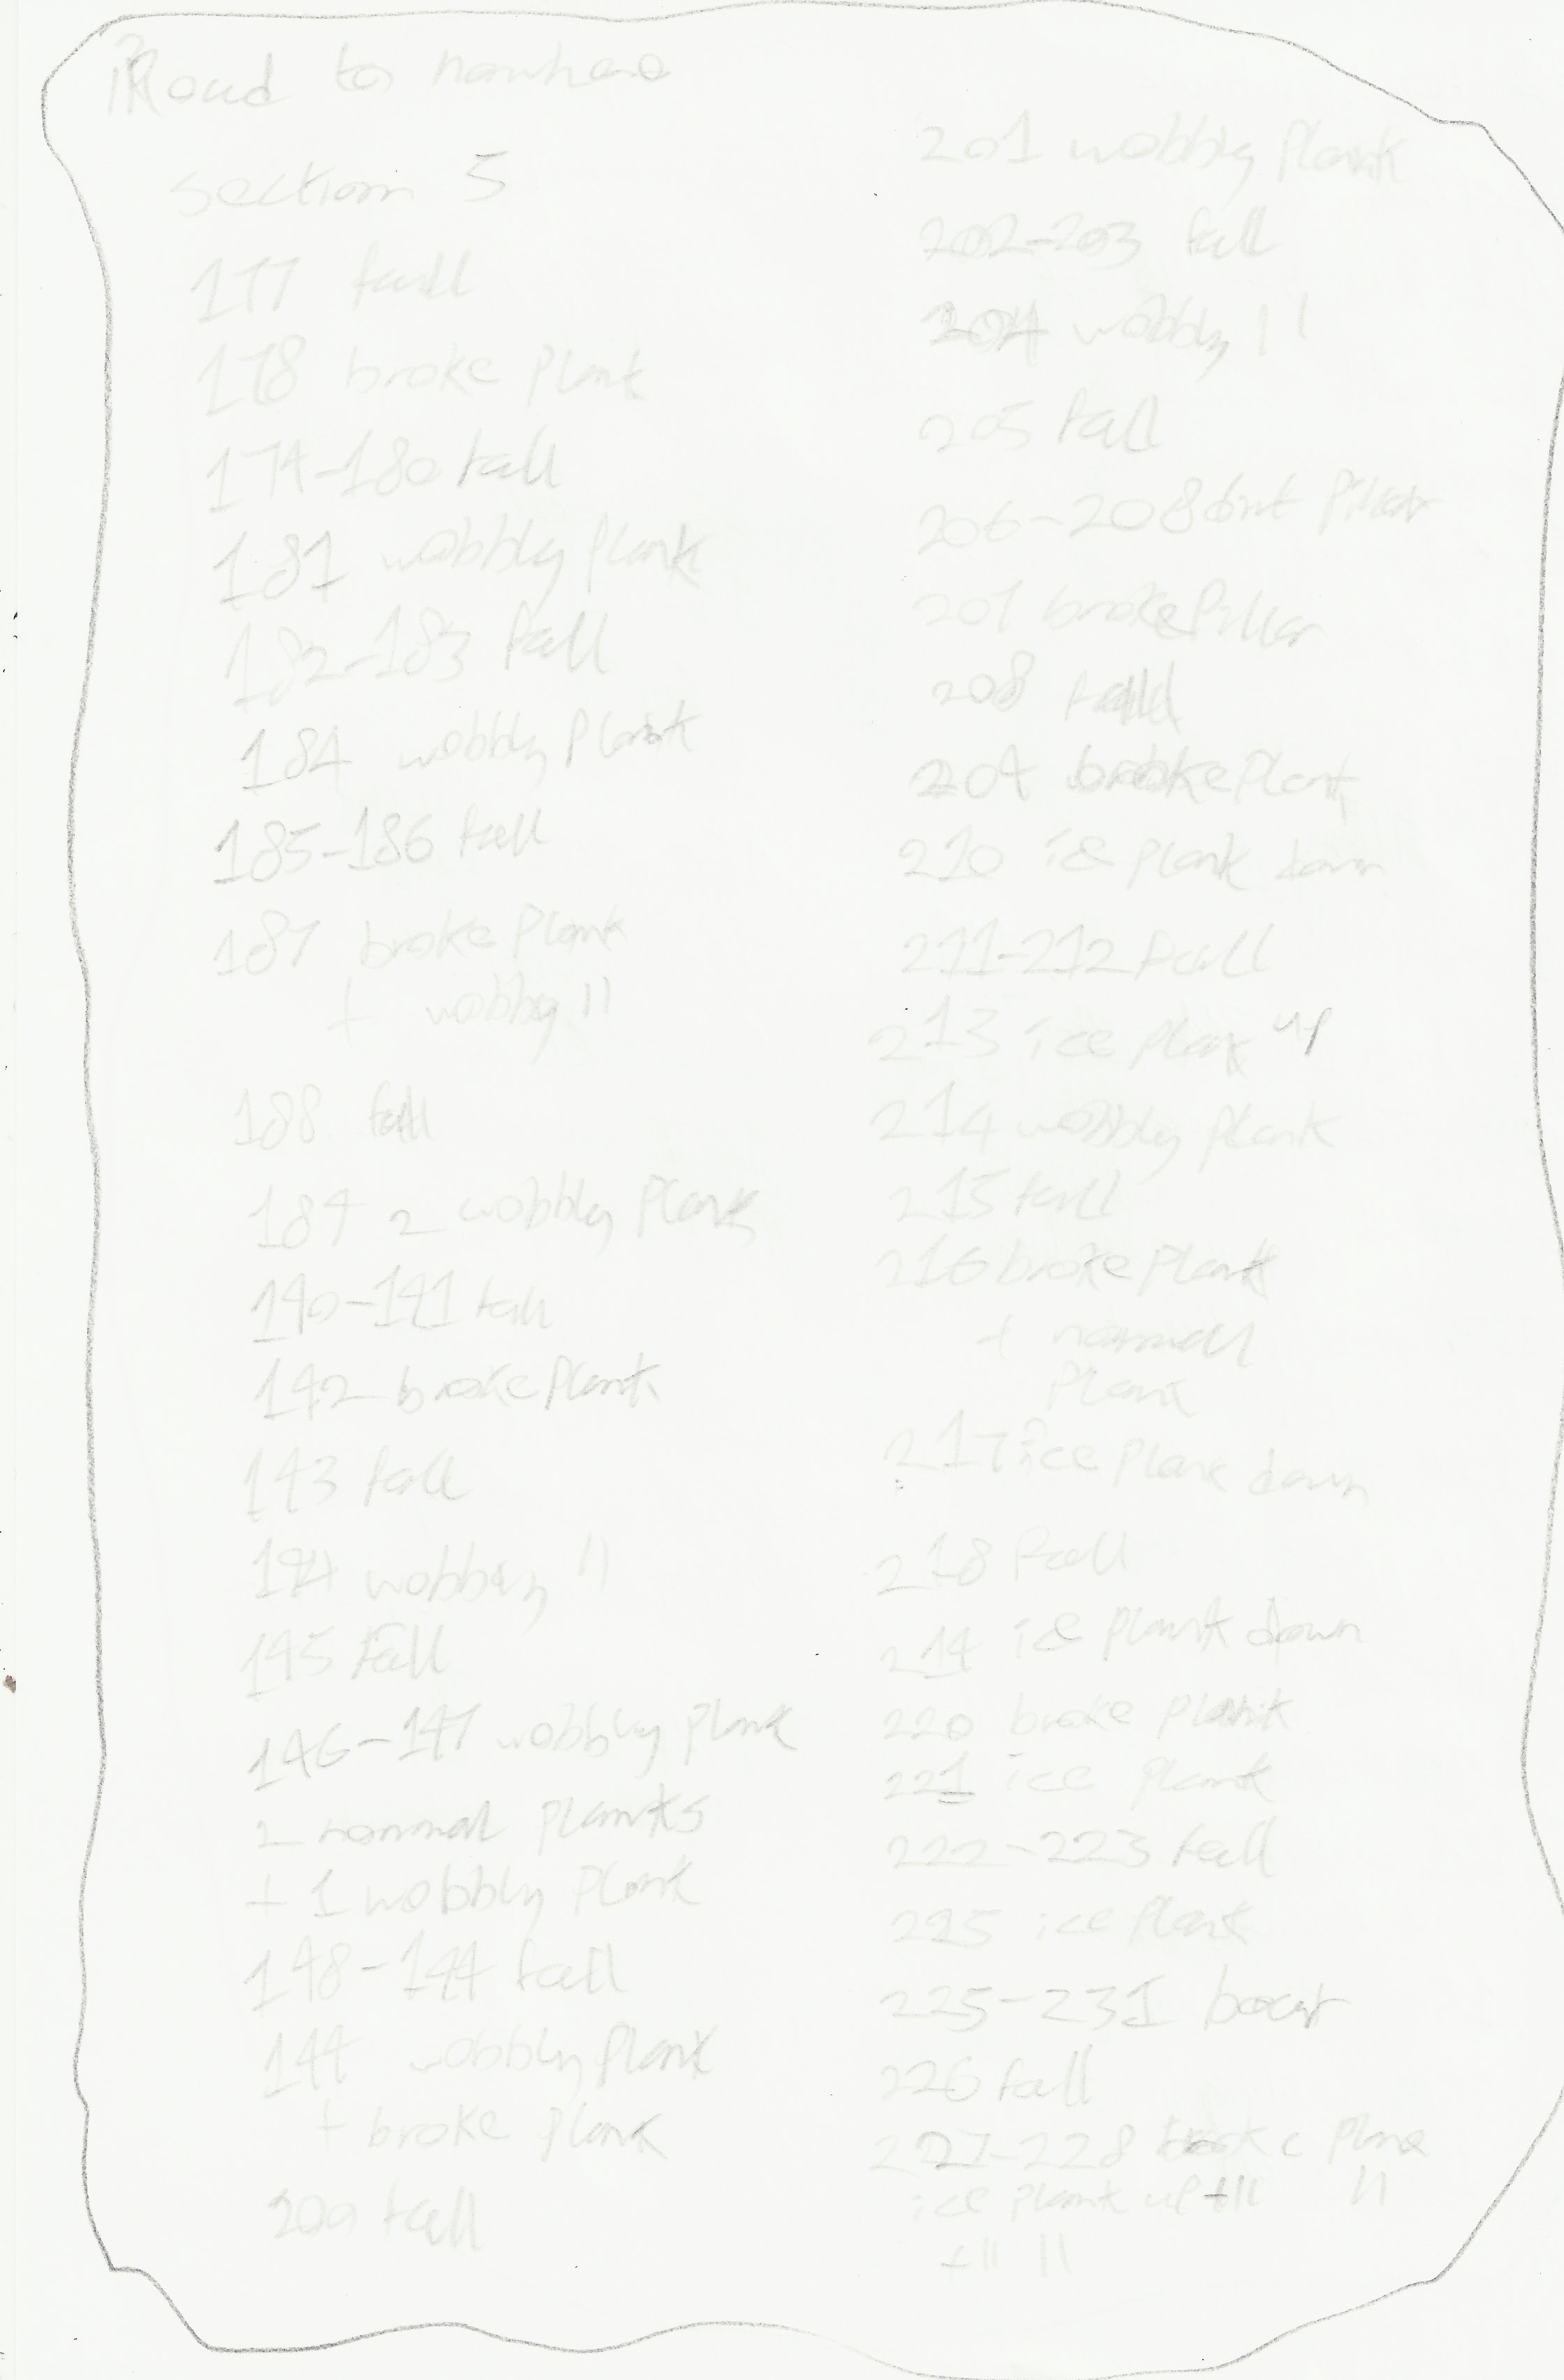 Road to nowhere
section 5
177 fall
178 broke plank
179-180 fall
181 wobbly plank
182-183 fall
184 wobbly plank
185-186 fall
187 broke plank
+ wobbly 11
188 fall
189 2 wobbly plank
190-191 fall
192 broke plank
193 fall
194 wobbly 11
195 fall
196-197 wobbly plank
2 normal planks
+ 1 wobbly plank
198-199 fall
199 wobbly plank
+ broke plank
200 fall
201 wobbly plank
202-203 fall
204 wobbly 11
205 fall
206-208 pillar
207 broke pillar
208 fall
209 broke plank
210 ice plank down
211-212 fall
213 ice plank up
214 wobbly plank
215 fall
216 broke plank
+ normall
plank
217 ice plank down
218 fall
219 ice plank down
220 broke plank
221 ice plank
222-223 fall
225 ice plank
225-231
226 fall
227-228 broke plank
ice plank up + 11 11
+ 11 11